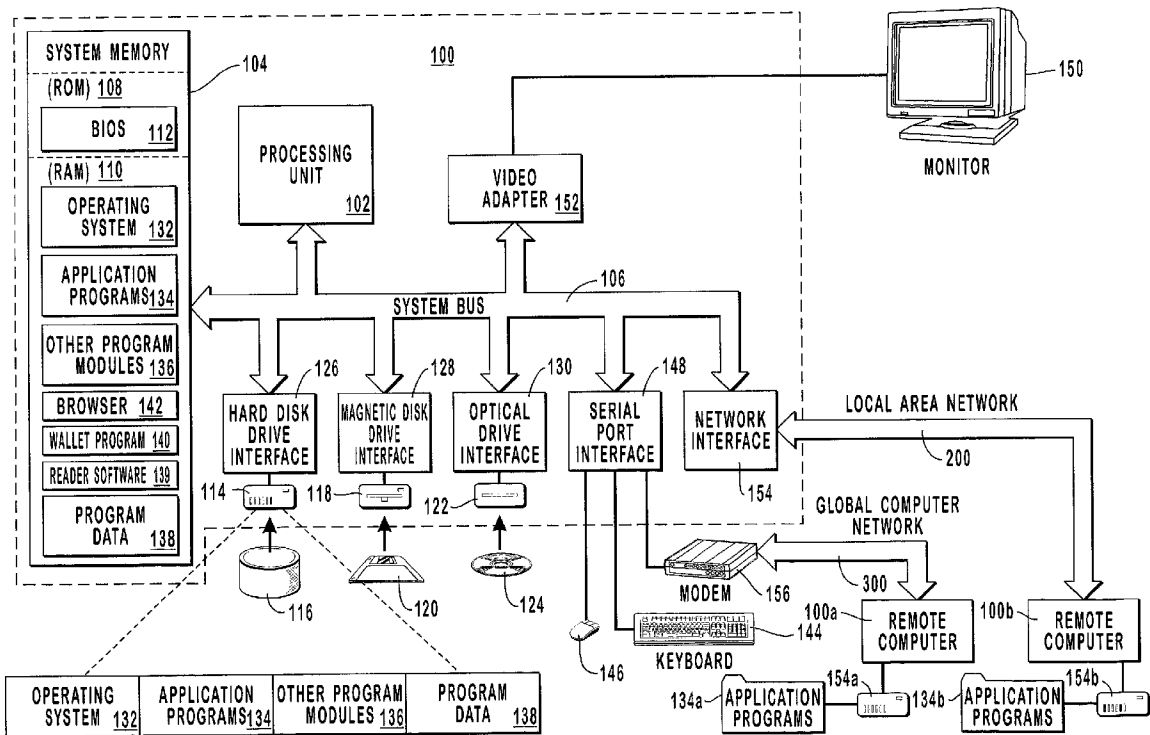 SYSTEM MEMORY
(ROM) 108
BIOS 112
(RAM) 110
OPERATING
SYSTEM 132
APPLICATION
PROGRAMS 134
OTHER PROGRAM
MODULES 136
BROWSER 142
WALLET PROGRAM 140
READER SOFTWARE 139
PROGRAM
DATA 138
104
100
PROCESSING
UNIT
102
VIDEO
ADAPTER 152
150
MONITOR
SYSTEM BUS
106
126
HARD DISK
DRIVE
INTERFACE
128
MAGNETIC DISK
DRIVE
INTERFACE
130
OPTICAL
DRIVE
INTERFACE
148
SERIAL
PORT
INTERFACE
NETWORK
INTERFACE
154
LOCAL AREA NETWORK
200
114
118
122
116
120
124
GLOBAL COMPUTER
NETWORK
300
MODEM
156
144
KEYBOARD
146
100a
REMOTE
COMPUTER
100b
REMOTE
COMPUTER
154a
134a
APPLICATION
PROGRAMS
154b
134b
APPLICATION
PROGRAMS
OPERATING
SYSTEM 132
APPLICATION
PROGRAMS 134
OTHER PROGRAM
MODULES 136
PROGRAM
DATA 138